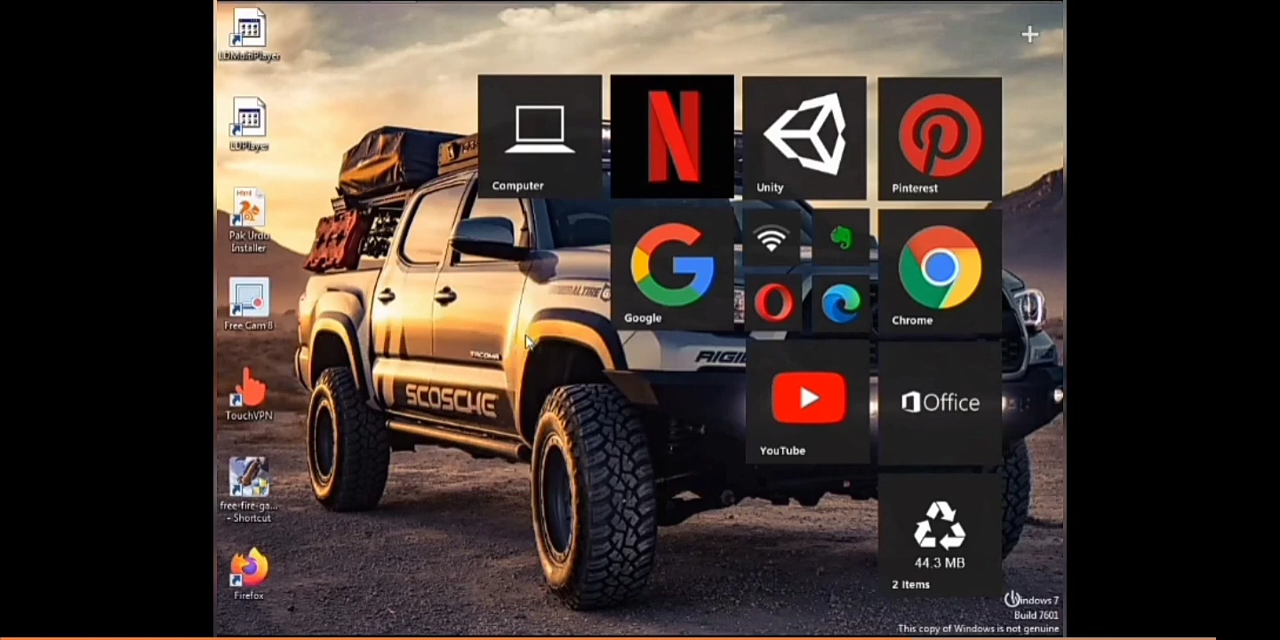 LDMultiPlayer
LDPlayer
Html
Pak Urdu
Installer
Free Cam 8
TouchVPN
free-fire-ga...
- Shortcut
Firefox
Computer
N
Unity
Pinterest
Google
Chrome
YouTube
Office
44.3 MB
2 Items
TACOMA
SCOSCHE
RIGI
Windows 7
Build 7601
This copy of Windows is not genuine